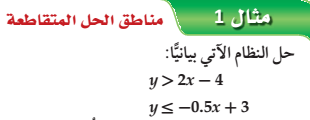 مثال 1 مناطق الحل المتقاطعة
حل النظام الآتي بيانيًّا:
y > 2x − 4
y ≤ −0.5x + 3